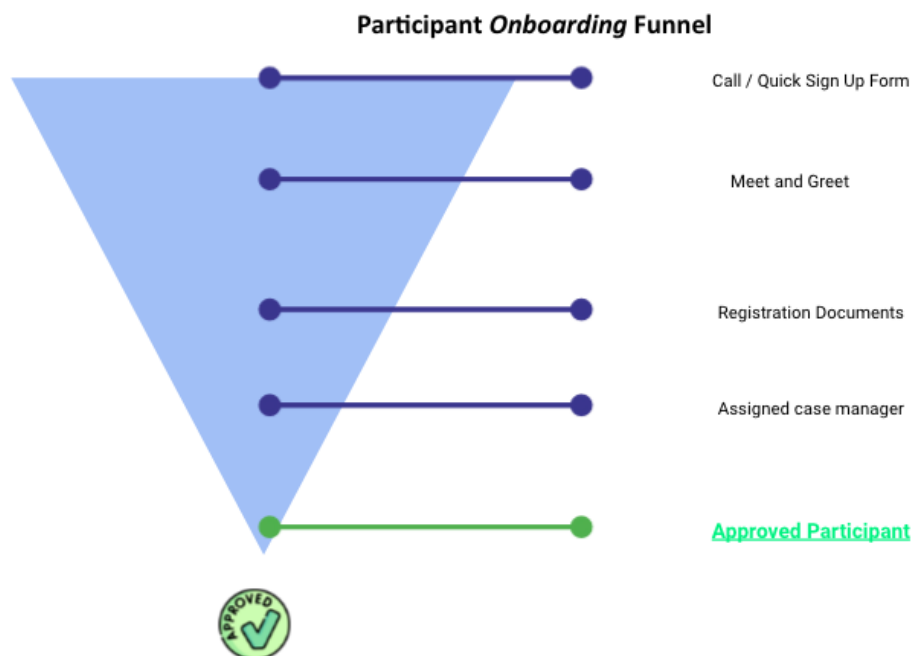 Participant Onboarding Funnel
Call / Quick Sign Up Form
Meet and Greet
Registration Documents
Assigned case manager
Approved Participant
APPROVED